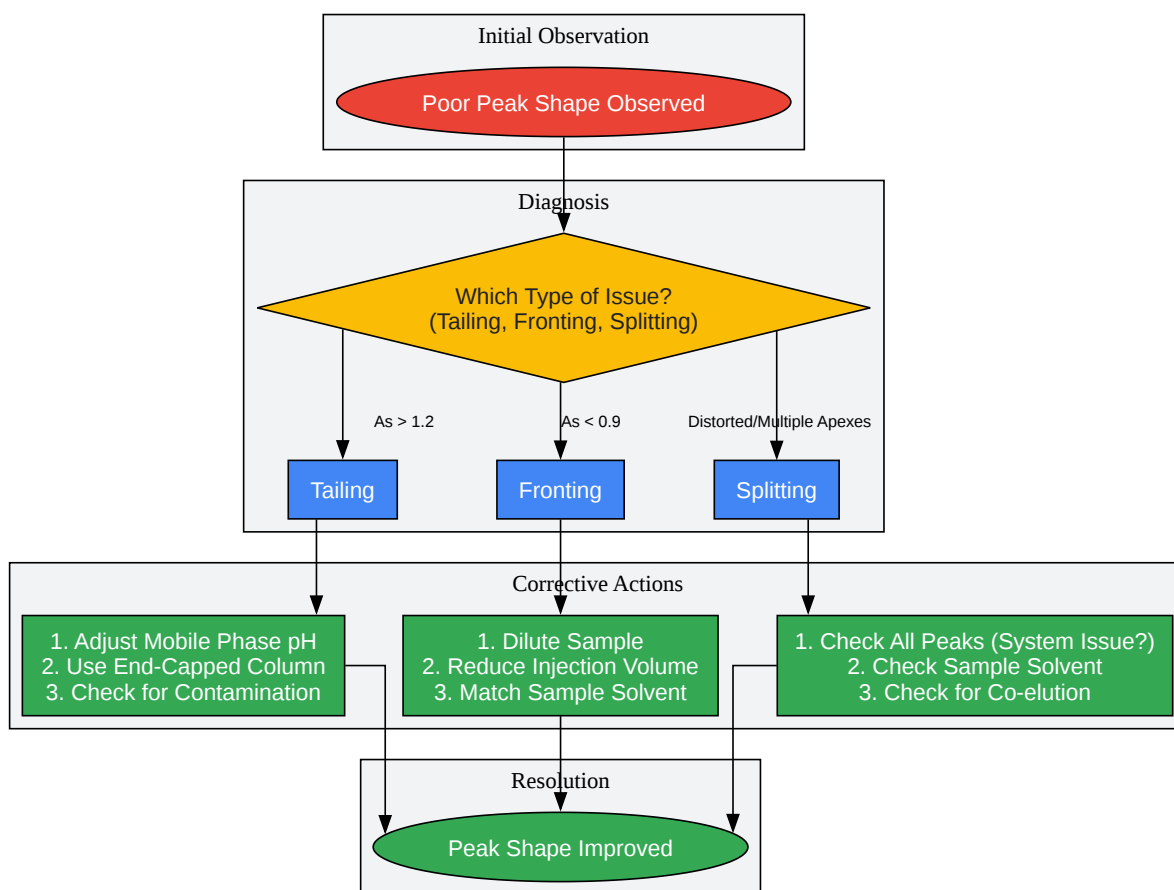 Initial Observation
Poor Peak Shape Observed
Diagnosis
Which Type of Issue?
(Tailing, Fronting, Splitting)
As > 1.2
As < 0.9
Distorted/Multiple Apexes
Tailing
Fronting
Splitting
Corrective Actions
1. Adjust Mobile Phase pH
2. Use End-Capped Column
3. Check for Contamination
1. Dilute Sample
2. Reduce Injection Volume
3. Match Sample Solvent
1. Check All Peaks (System Issue?)
2. Check Sample Solvent
3. Check for Co-elution
Resolution
Peak Shape Improved